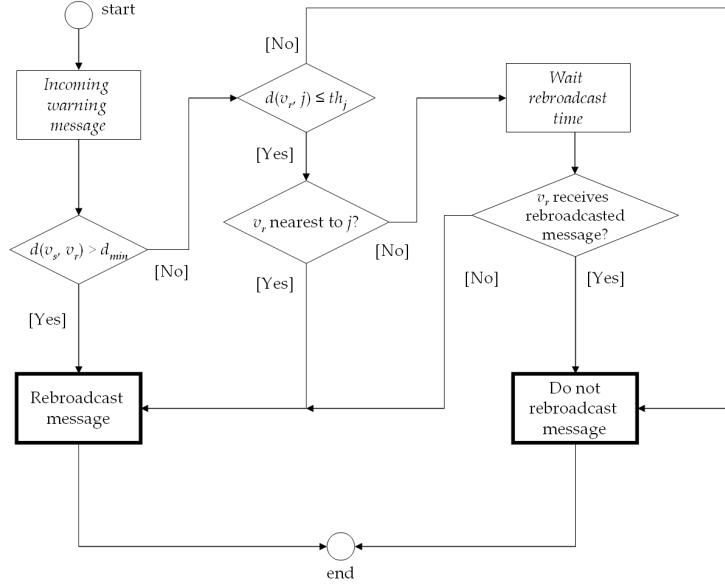 start
[No]
Incoming
warning
message
d(vr, j) ≤ thj
Wait
rebroadcast
time
[Yes]
vr receives
rebroadcasted
message?
vr nearest to j?
d(vs, vr) > dmin
[No]
[No]
[Yes]
[No]
[Yes]
[Yes]
Rebroadcast
message
Do not
rebroadcast
message
end